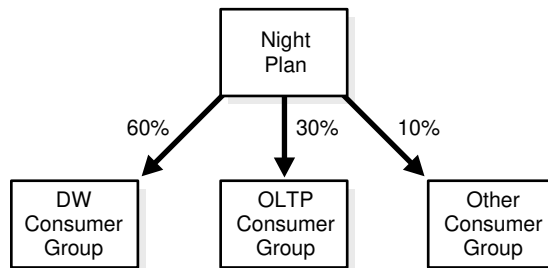 Night
Plan
60%
30%
10%
DW
Consumer
Group
OLTP
Consumer
Group
Other
Consumer
Group